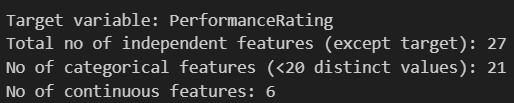 Target variable: PerformanceRating
Total no of independent features (except target): 27
No of categorical features (<20 distinct values): 21
No of continuous features: 6